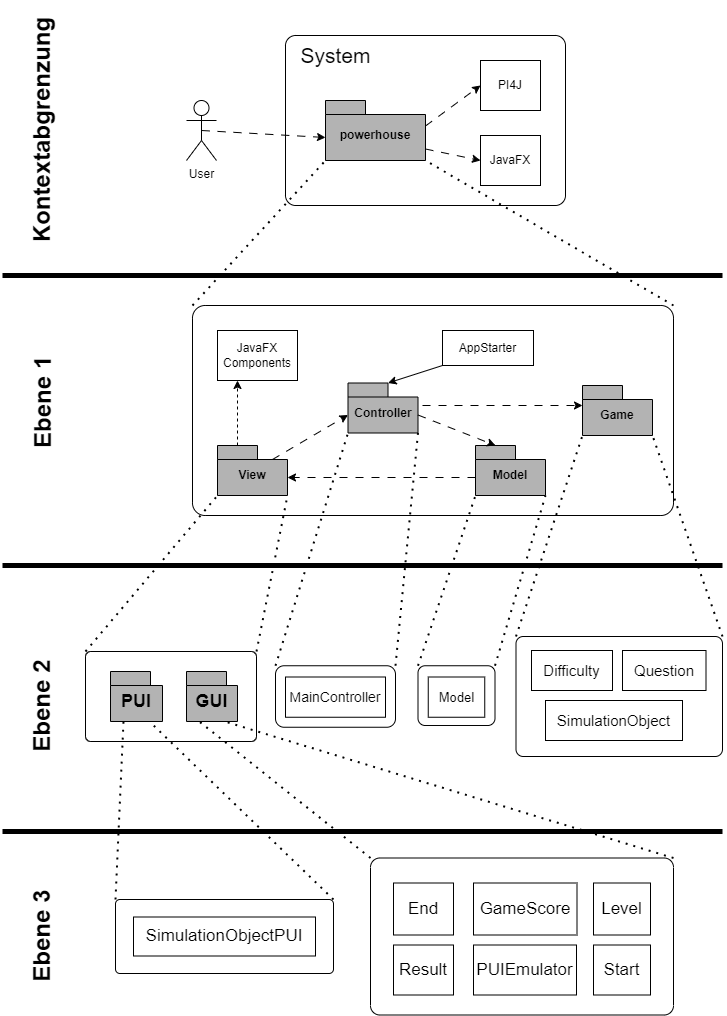 Kontextabgrenzung
System
PI4J
powerhouse
JavaFX
User
Ebene 1
JavaFX
Components
AppStarter
Controller
Game
View
Model
Ebene 2
PUI
GUI
MainController
Model
Difficulty
Question
SimulationObject
Ebene 3
SimulationObjectPUI
End
GameScore
Level
Result
PUIEmulator
Start